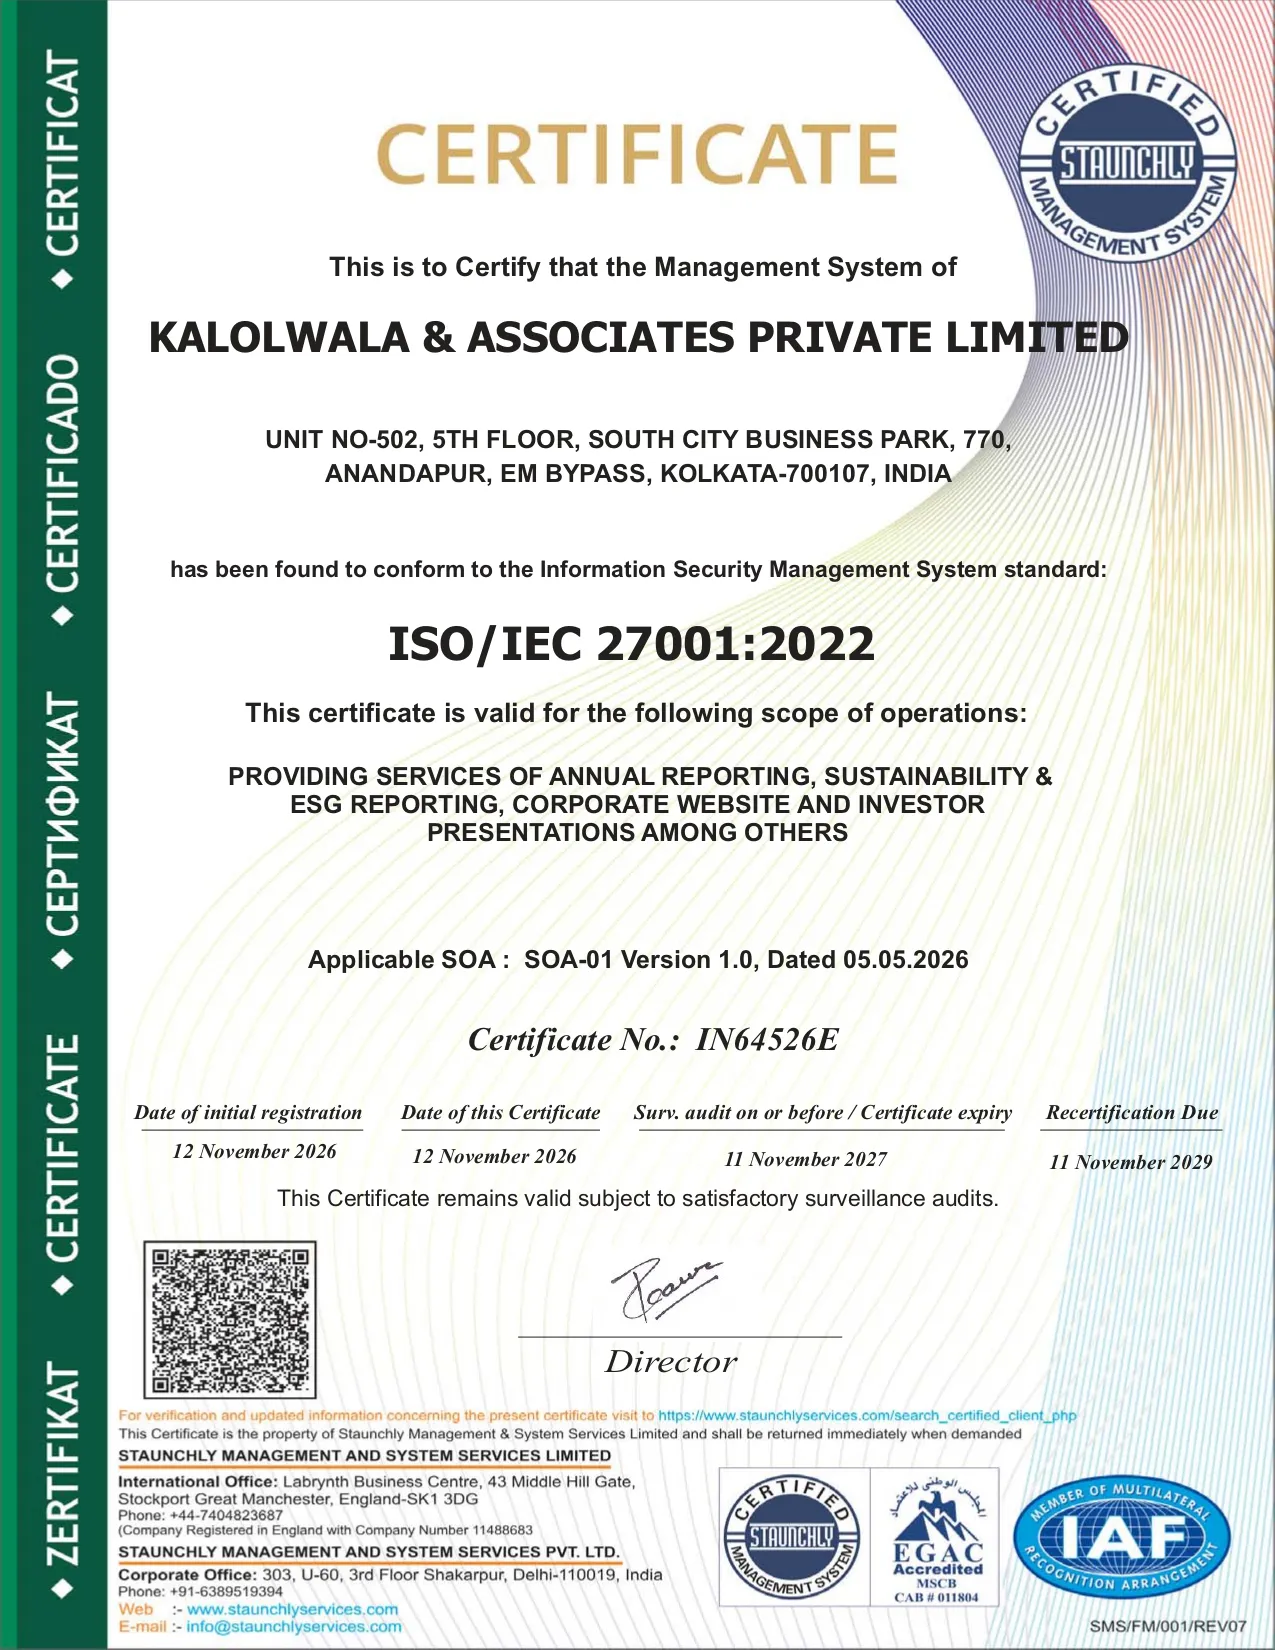 ZERTIFIKAT ◆ CERTIFICATE ◆ СЕРТИФИКАТ ◆ CERTIFICADO ◆ CERTIFICAT
CERTIFIED
STAUNCHLY
MANAGEMENT SYSTEM
CERTIFICATE
This is to Certify that the Management System of
KALOLWALA & ASSOCIATES PRIVATE LIMITED
UNIT NO-502, 5TH FLOOR, SOUTH CITY BUSINESS PARK, 770,
ANANDAPUR, EM BYPASS, KOLKATA-700107, INDIA
has been found to conform to the Information Security Management System standard:
ISO/IEC 27001:2022
This certificate is valid for the following scope of operations:
PROVIDING SERVICES OF ANNUAL REPORTING, SUSTAINABILITY &
ESG REPORTING, CORPORATE WEBSITE AND INVESTOR
PRESENTATIONS AMONG OTHERS
Applicable SOA : SOA-01 Version 1.0, Dated 05.05.2026
Certificate No.: IN64526E
Date of initial registration Date of this Certificate Surv. audit on or before / Certificate expiry Recertification Due
12 November 2026 12 November 2026 11 November 2027 11 November 2029
This Certificate remains valid subject to satisfactory surveillance audits.
Director
For verification and updated information concerning the present certificate visit to https://www.staunchlyservices.com/search_certified_client_php
This Certificate is the property of Staunchly Management & System Services Limited and shall be returned immediately when demanded
STAUNCHLY MANAGEMENT AND SYSTEM SERVICES LIMITED
International Office: Labrynth Business Centre, 43 Middle Hill Gate,
Stockport Great Manchester, England-SK1 3DG
Phone: +44-7404823687
(Company Registered in England with Company Number 11488683
STAUNCHLY MANAGEMENT AND SYSTEM SERVICES PVT. LTD.
Corporate Office: 303, U-60, 3rd Floor Shakarpur, Delhi-110019, India
Phone: +91-6389519394
Web :- www.staunchlyservices.com
E-mail :- info@staunchlyservices.com
CERTIFIED
STAUNCHLY
MANAGEMENT SYSTEM
المجلس الوطني للاعتماد
EGAC
Accredited
MSCB
CAB # 011804
MEMBER OF MULTILATERAL
IAF
RECOGNITION ARRANGEMENT
SMS/FM/001/REV07